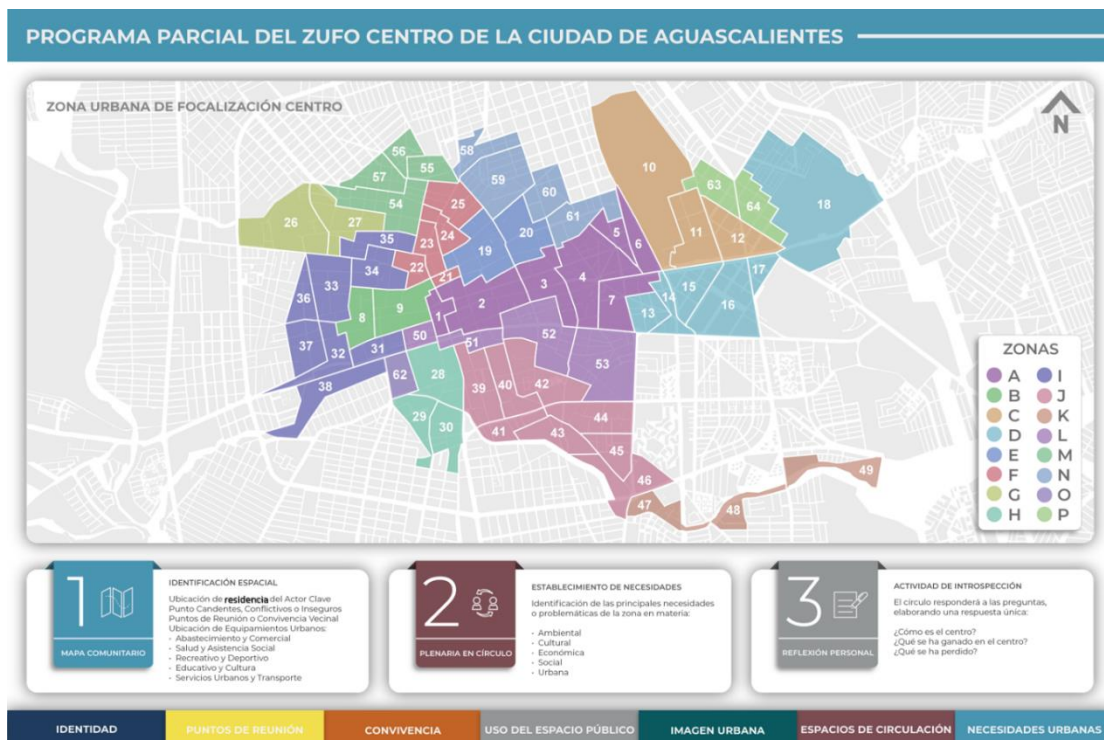 PROGRAMA PARCIAL DEL ZUFO CENTRO DE LA CIUDAD DE AGUASCALIENTES
ZONA URBANA DE FOCALIZACIÓN CENTRO
N
58
56
55
59
57
10
60
63
54
25
64
18
26
27
61
5
24
20
11
12
35
23
19
6
34
22
21
3
4
17
36
33
15
2
7
14
16
8
9
1
13
50
52
37
32
31
51
53
38
62
28
39
40
42
29
30
41
43
44
45
46
47
48
49
ZONAS
A I
B J
C K
D L
E M
F N
G O
H P
1
MAPA COMUNITARIO
IDENTIFICACIÓN ESPACIAL
Ubicación de residencia del Actor Clave
Punto Candentes, Conflictivos o Inseguros
Puntos de Reunión o Convivencia Vecinal
Ubicación de Equipamientos Urbanos:
• Abastecimiento y Comercial
• Salud y Asistencia Social
• Recreativo y Deportivo
• Educativo y Cultura
• Servicios Urbanos y Transporte
2
PLENARIA EN CÍRCULO
ESTABLECIMIENTO DE NECESIDADES
Identificación de las principales necesidades
o problemáticas de la zona en materia:
• Ambiental
• Cultural
• Económica
• Social
• Urbana
3
REFLEXIÓN PERSONAL
ACTIVIDAD DE INTROSPECCIÓN
El círculo responderá a las preguntas,
elaborando una respuesta única:
¿Cómo es el centro?
¿Qué se ha ganado en el centro?
¿Qué se ha perdido?
IDENTIDAD
PUNTOS DE REUNIÓN
CONVIVENCIA
USO DEL ESPACIO PÚBLICO
IMAGEN URBANA
ESPACIOS DE CIRCULACIÓN
NECESIDADES URBANAS